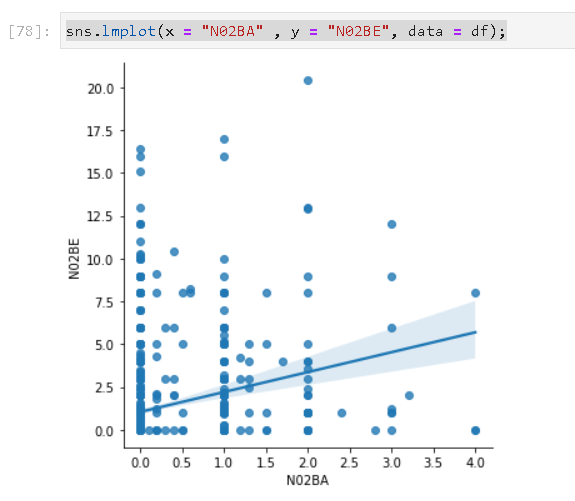 [78]: sns.lmplot(x = "N02BA" , y = "N02BE", data = df);
20.0
17.5
15.0
12.5
10.0
7.5
5.0
2.5
0.0
N02BE
0.0 0.5 1.0 1.5 2.0 2.5 3.0 3.5 4.0
N02BA